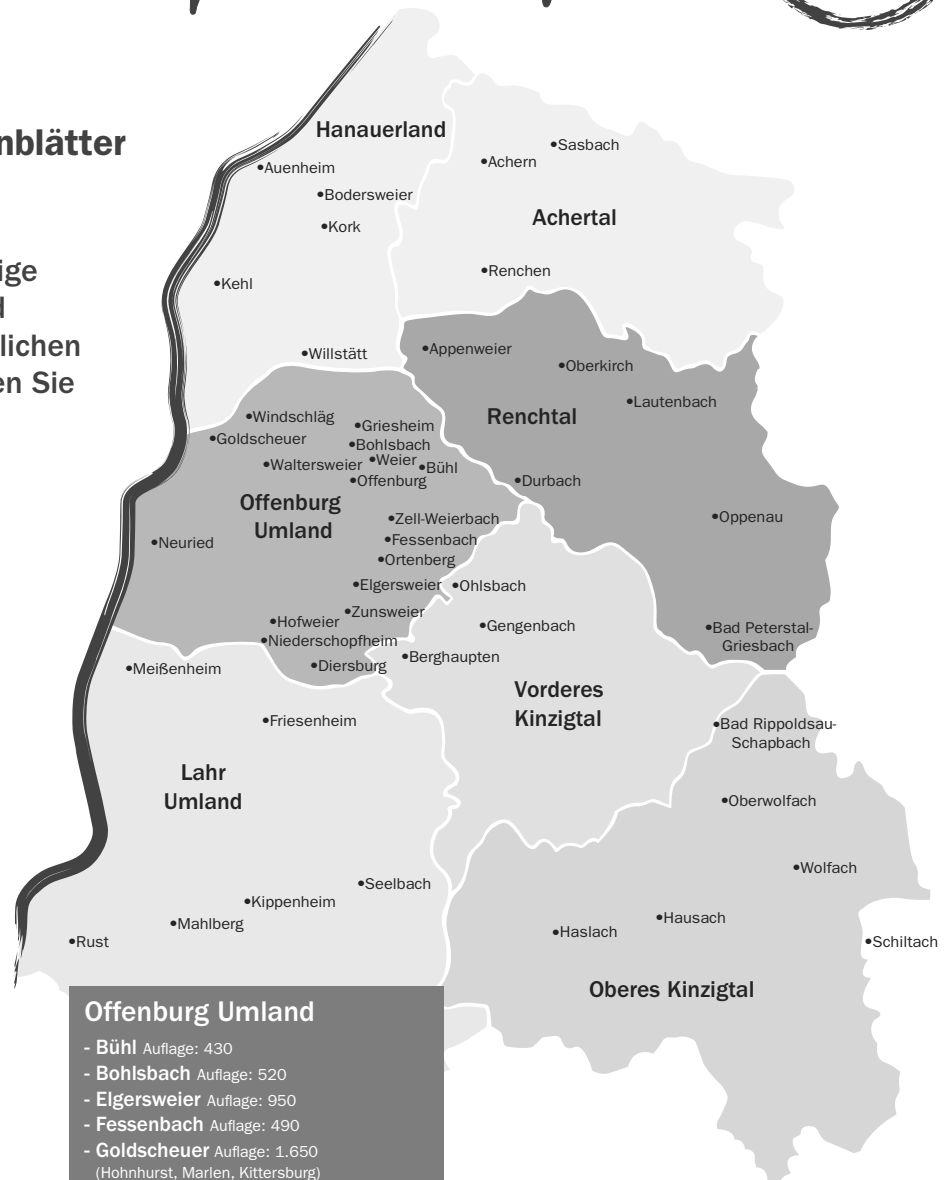 nblätter
ige
d
lichen
en Sie
Hanauerland
•Auenheim
•Bodersweier
•Kork
•Kehl
•Willstätt
•Sasbach
•Achern
Achertal
•Renchen
•Appenweier
•Oberkirch
•Lautenbach
Renchtal
•Durbach
•Oppenau
•Bad Peterstal-
Griesbach
•Windschläg
•Griesheim
•Goldscheuer
•Bohlsbach
•Weier
•Waltersweier
•Bühl
•Offenburg
Offenburg
Umland
•Zell-Weierbach
•Fessenbach
•Neuried
•Ortenberg
•Elgersweier
•Zunsweier
•Hofweier
•Niederschopfheim
•Diersburg
•Ohlsbach
•Gengenbach
•Berghaupten
Vorderes
Kinzigtal
•Meißenheim
•Friesenheim
Lahr
Umland
•Seelbach
•Kippenheim
•Mahlberg
•Rust
•Bad Rippoldsau-
Schapbach
•Oberwolfach
•Wolfach
•Hausach
•Haslach
•Schiltach
Oberes Kinzigtal
Offenburg Umland
- Bühl Auflage: 430
- Bohlsbach Auflage: 520
- Elgersweier Auflage: 950
- Fessenbach Auflage: 490
- Goldscheuer Auflage: 1.650
(Hohnhurst, Marlen, Kittersburg)